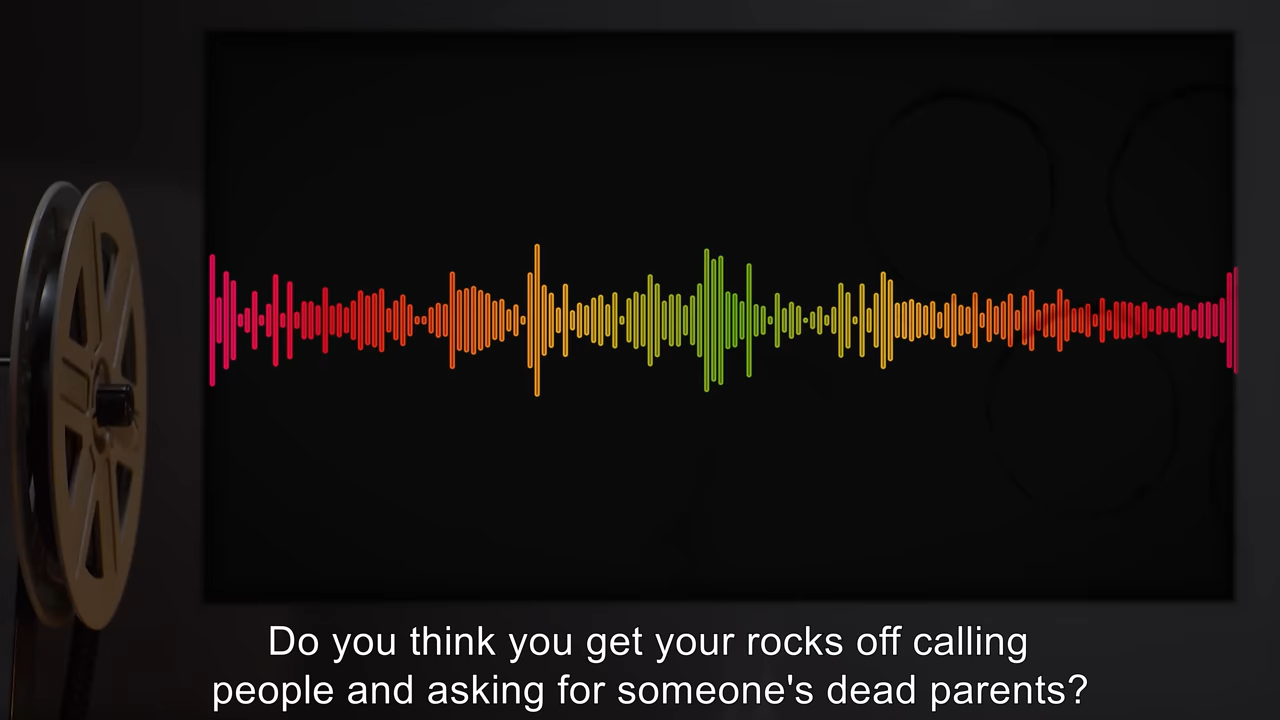 Do you think you get your rocks off calling
people and asking for someone's dead parents?